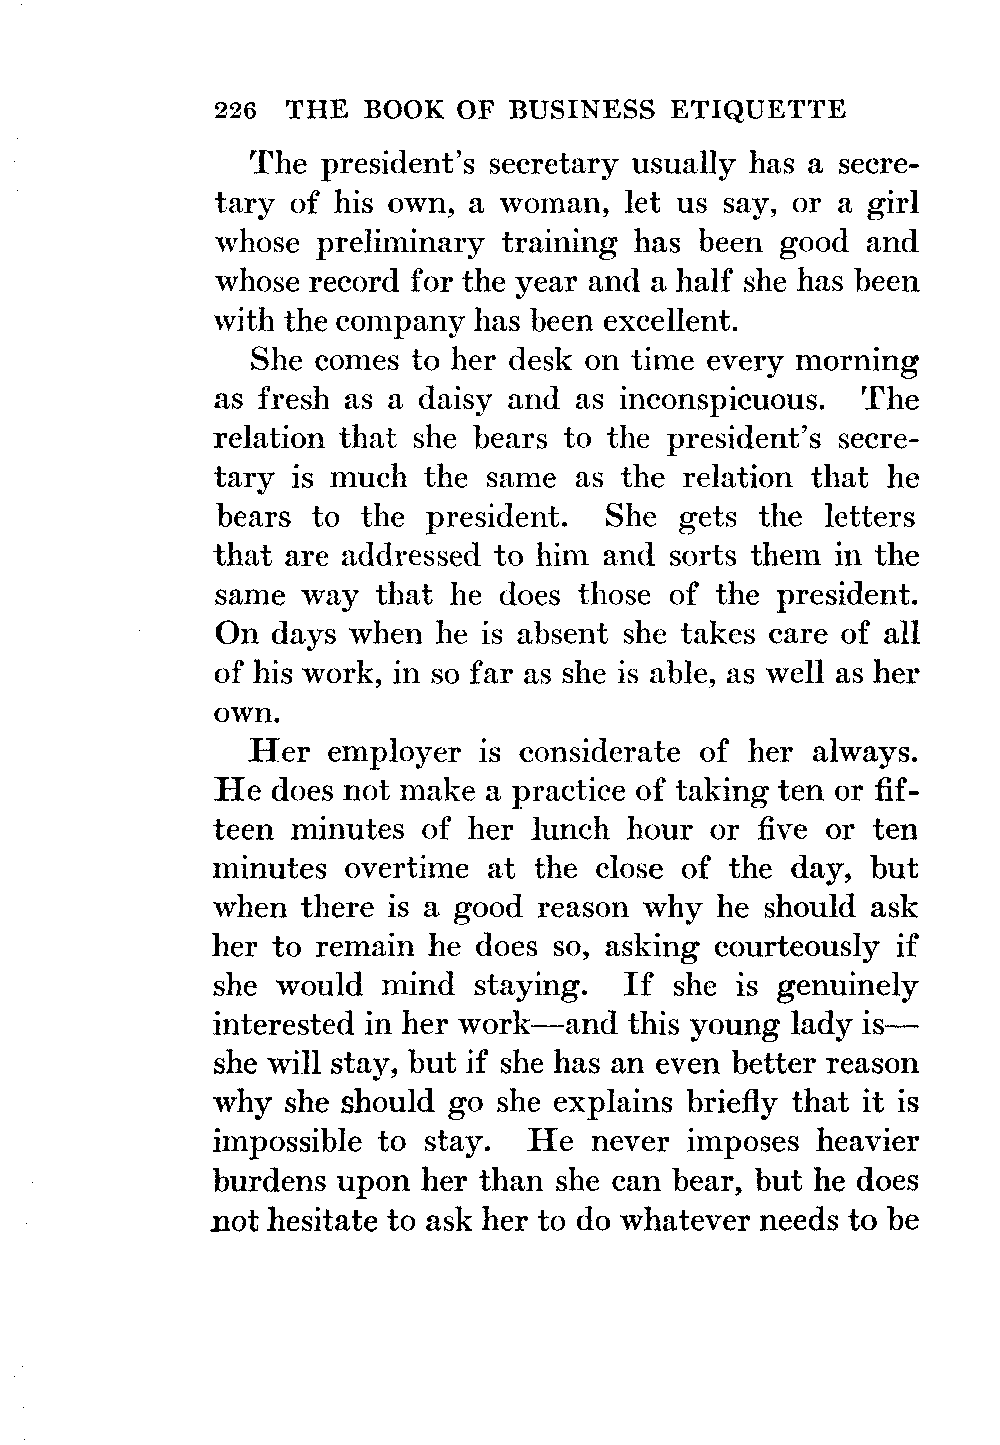 226 THE BOOK OF BUSINESS ETIQUETTE
The president's secretary usually has a secre-
tary of his own, a woman, let us say, or a girl
whose preliminary training has been good and
whose record for the year and a half she has been
with the company has been excellent.
She comes to her desk on time every morning
as fresh as a daisy and as inconspicuous. The
relation that she bears to the president's secre-
tary is much the same as the relation that he
bears to the president. She gets the letters
that are addressed to him and sorts them in the
same way that he does those of the president.
On days when he is absent she takes care of all
of his work, in so far as she is able, as well as her
own.
Her employer is considerate of her always.
He does not make a practice of taking ten or fif-
teen minutes of her lunch hour or five or ten
minutes overtime at the close of the day, but
when there is a good reason why he should ask
her to remain he does so, asking courteously if
she would mind staying. If she is genuinely
interested in her work—and this young lady is—
she will stay, but if she has an even better reason
why she should go she explains briefly that it is
impossible to stay. He never imposes heavier
burdens upon her than she can bear, but he does
not hesitate to ask her to do whatever needs to be